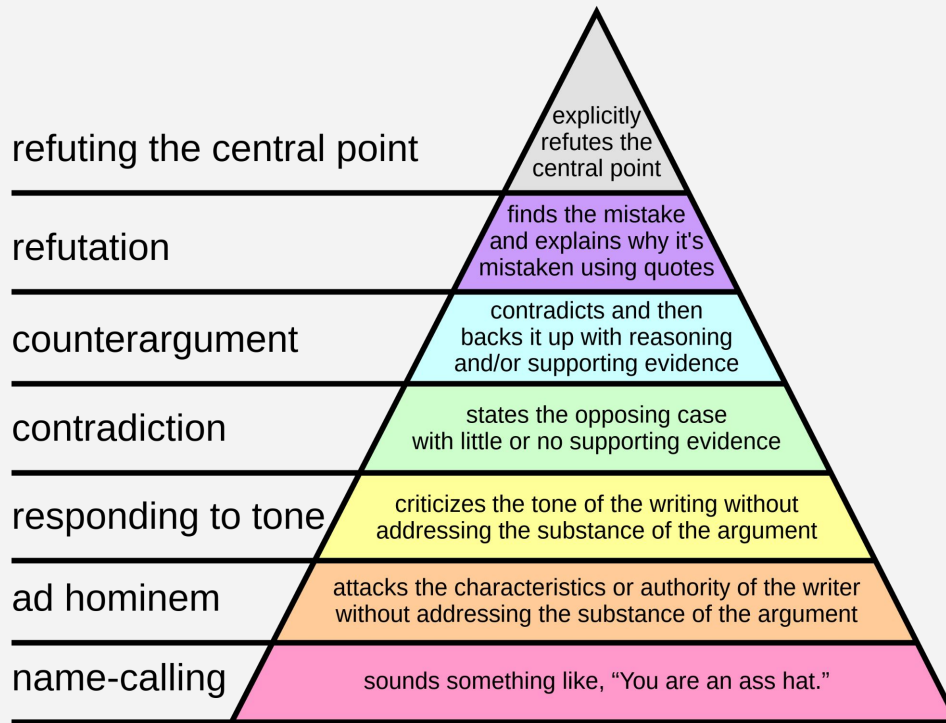 explicitly
refutes the
central point
refuting the central point
finds the mistake
and explains why it's
mistaken using quotes
refutation
contradicts and then
backs it up with reasoning
and/or supporting evidence
counterargument
states the opposing case
with little or no supporting evidence
contradiction
criticizes the tone of the writing without
addressing the substance of the argument
responding to tone
attacks the characteristics or authority of the writer
without addressing the substance of the argument
ad hominem
sounds something like, “You are an ass hat.”
name-calling